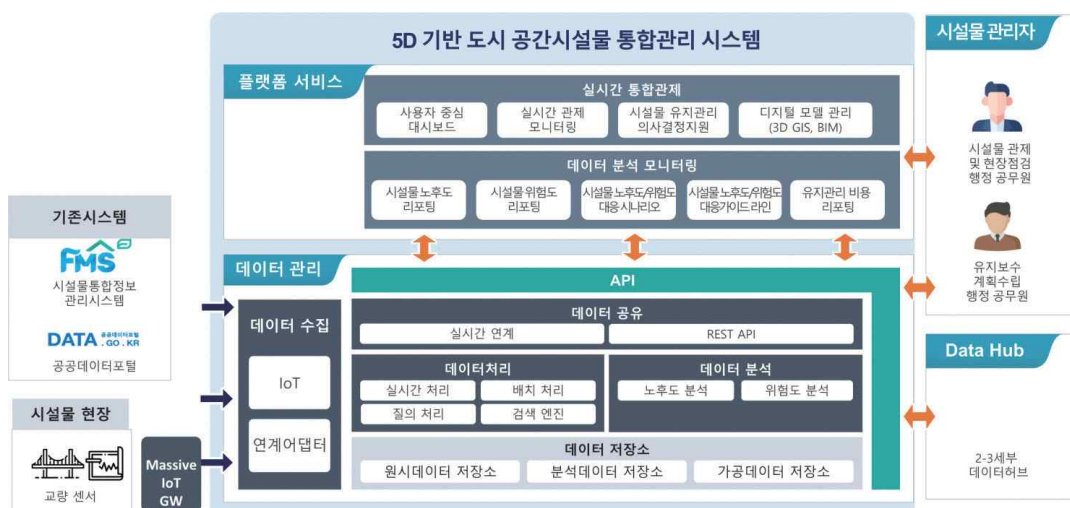 5D 기반 도시 공간시설물 통합관리 시스템
플랫폼 서비스
실시간 통합관제
사용자 중심
대시보드
실시간 관제
모니터링
시설물 유지관리
의사결정지원
디지털 모델 관리
(3D GIS, BIM)
데이터 분석 모니터링
시설물 노후도
리포팅
시설물 위험도
리포팅
시설물 노후도/위험도
대응 시나리오
시설물 노후도/위험도
대응가이드 라인
유지관리 비용
리포팅
기존시스템
FMS
시설물통합정보
관리시스템
DATA 공공데이터포털
.GO.KR
공공데이터포털
시설물 현장
교량 센서
Massive
IoT
GW
데이터 관리
데이터 수집
IoT
연계어댑터
API
데이터 공유
실시간 연계
REST API
데이터처리
실시간 처리
배치 처리
질의 처리
검색 엔진
데이터 분석
노후도 분석
위험도 분석
데이터 저장소
원시데이터 저장소
분석데이터 저장소
가공데이터 저장소
시설물 관리자
시설물 관제
및 현장점검
행정 공무원
유지보수
계획수립
행정 공무원
Data Hub
2-3세부
데이터허브